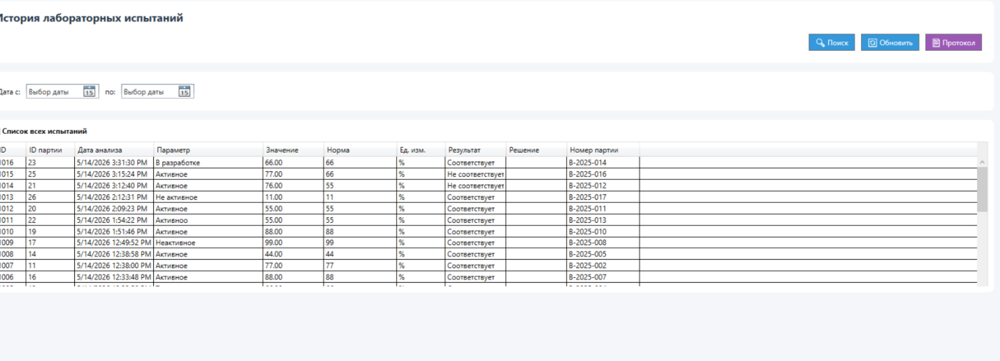 История лабораторных испытаний
Поиск Обновить Протокол
Дата с: Выбор даты 15 по: Выбор даты 15
Список всех испытаний
ID ID партии Дата анализа Параметр Значение Норма Ед. изм. Результат Решение Номер партии
1016 23 5/14/2026 3:31:30 PM В разработке 66.00 66 % Соответствует B-2025-014
1015 25 5/14/2026 3:15:24 PM Активное 77.00 66 % Не соответствует B-2025-016
1014 21 5/14/2026 3:12:40 PM Активное 76.00 55 % Не соответствует B-2025-012
1013 26 5/14/2026 2:12:31 PM Не активное 11.00 11 % Соответствует B-2025-017
1012 20 5/14/2026 2:09:23 PM Активное 55.00 55 % Соответствует B-2025-011
1011 22 5/14/2026 1:54:22 PM Активноо 55.00 55 % Соответствует B-2025-013
1010 19 5/14/2026 1:51:46 PM Активное 88.00 88 % Соответствует B-2025-010
1009 17 5/14/2026 12:49:52 PM Неактивное 99.00 99 % Соответствует B-2025-008
1008 14 5/14/2026 12:38:58 PM Активное 44.00 44 % Соответствует B-2025-005
1007 11 5/14/2026 12:38:00 PM Активное 77.00 77 % Соответствует B-2025-002
1006 16 5/14/2026 12:33:48 PM Активное 88.00 88 % Соответствует B-2025-007